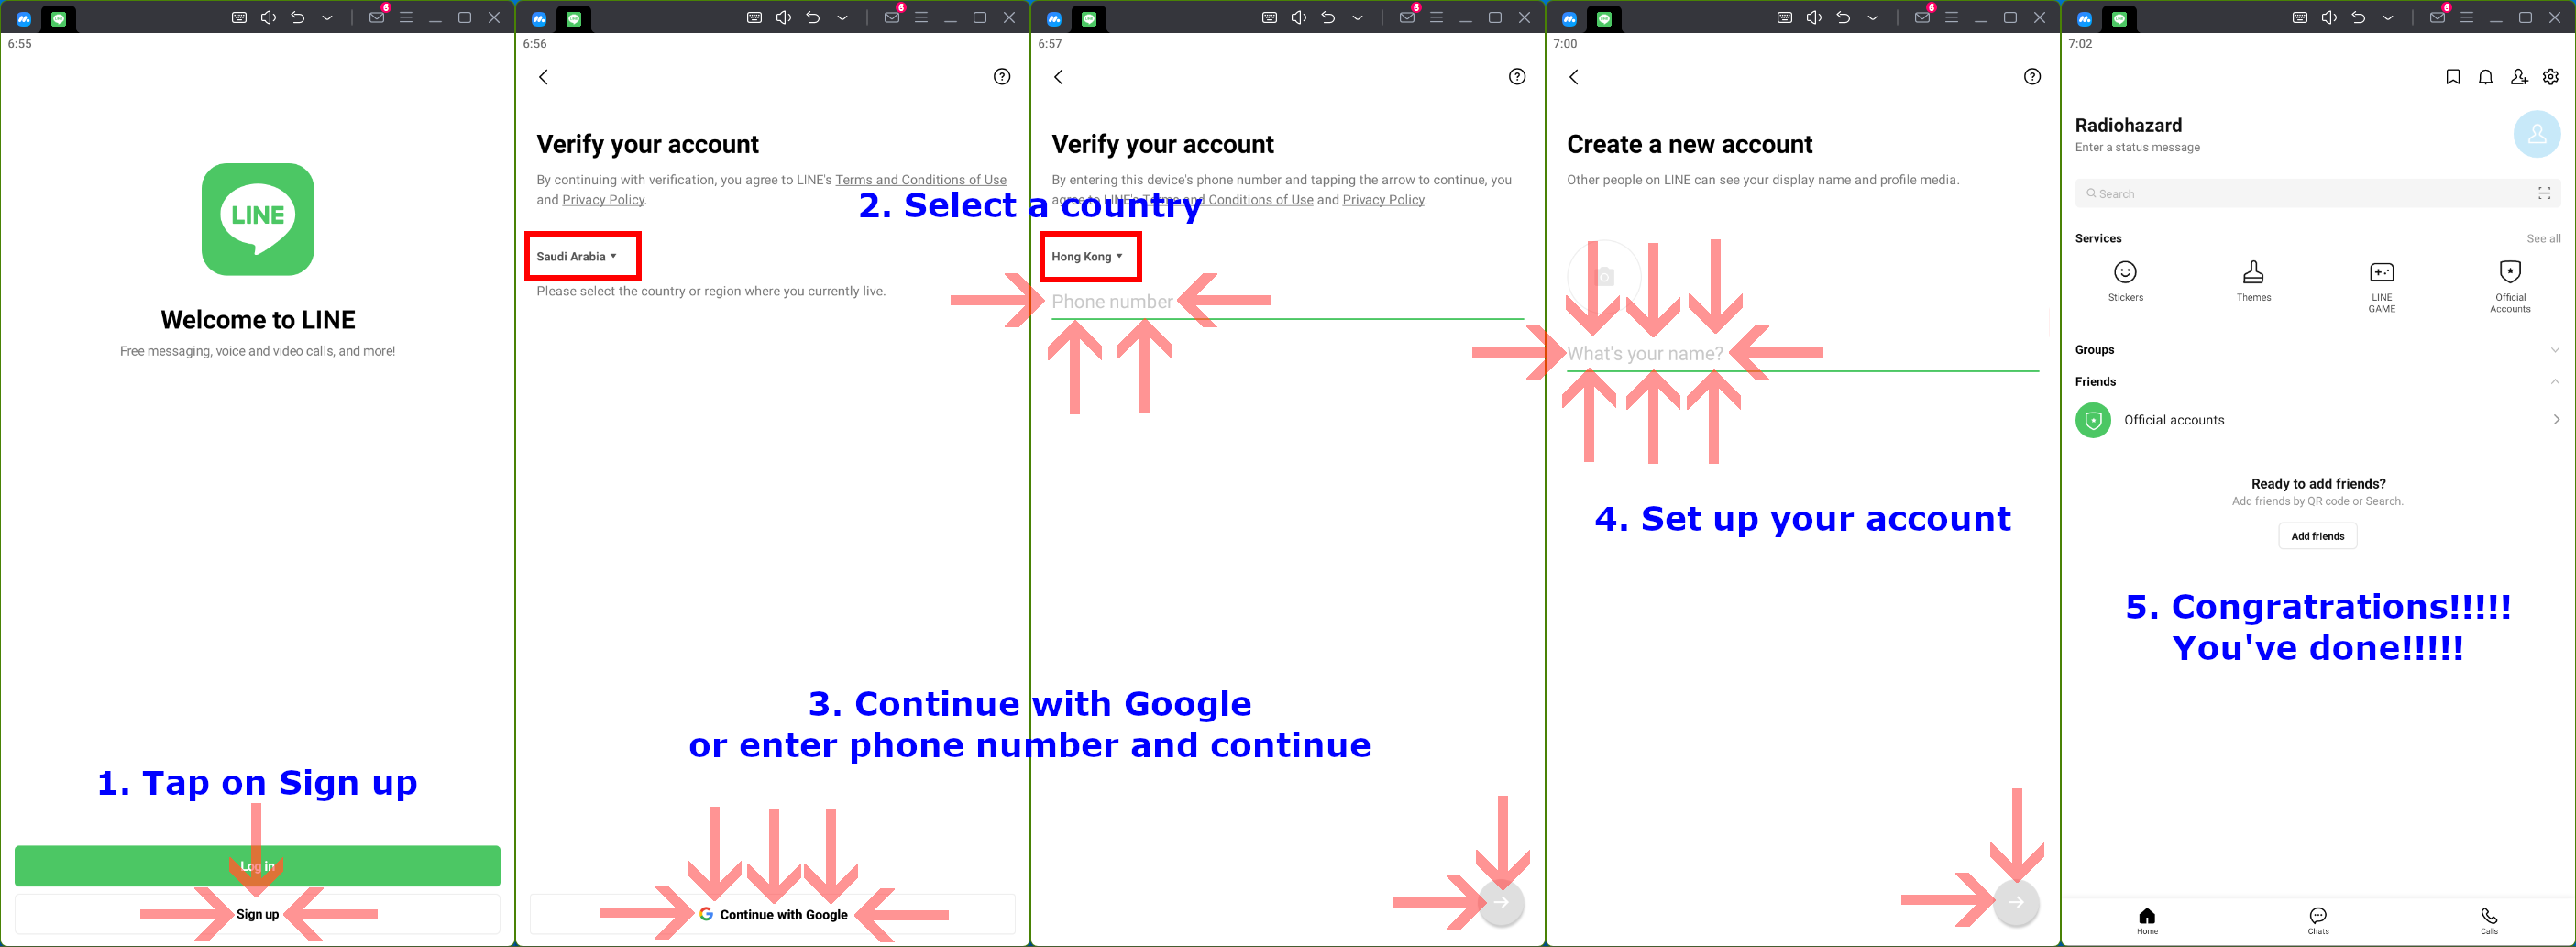 6
6:55
LINE
Welcome to LINE
Free messaging, voice and video calls, and more!
1. Tap on Sign up
Log in
Sign up
6
6:56
Verify your account
By continuing with verification, you agree to LINE's Terms and Conditions of Use
and Privacy Policy.
2. Select a country
Saudi Arabia
Please select the country or region where you currently live.
3. Continue with Google
or enter phone number and continue
Continue with Google
6
6:57
Verify your account
By entering this device's phone number and tapping the arrow to continue, you
agree to LINE's Terms and Conditions of Use and Privacy Policy.
Hong Kong
Phone number
6
7:00
Create a new account
Other people on LINE can see your display name and profile media.
What's your name?
4. Set up your account
6
7:02
Radiohazard
Enter a status message
Search
Services
See all
Stickers
Themes
LINE
GAME
Official
Accounts
Groups
Friends
Official accounts
Ready to add friends?
Add friends by QR code or Search.
Add friends
5. Congratrations!!!!!
You've done!!!!!
Home
Chats
Calls